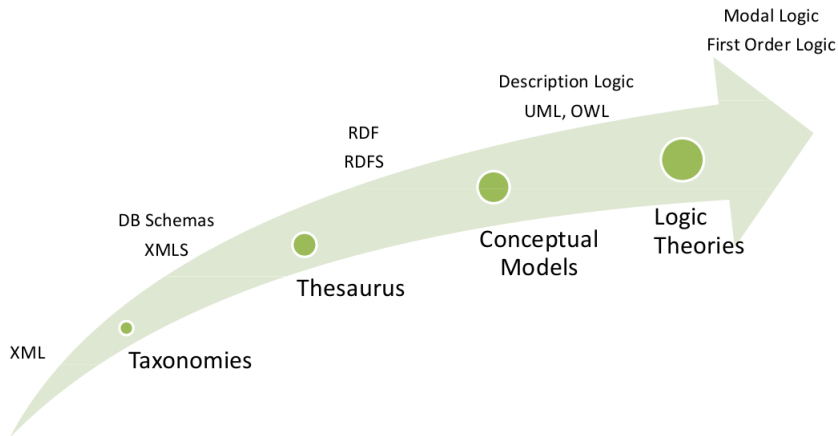 Modal Logic
First Order Logic
Description Logic
UML, OWL
RDF
RDFS
DB Schemas
XMLS
XML
Taxonomies
Thesaurus
Conceptual
Models
Logic
Theories